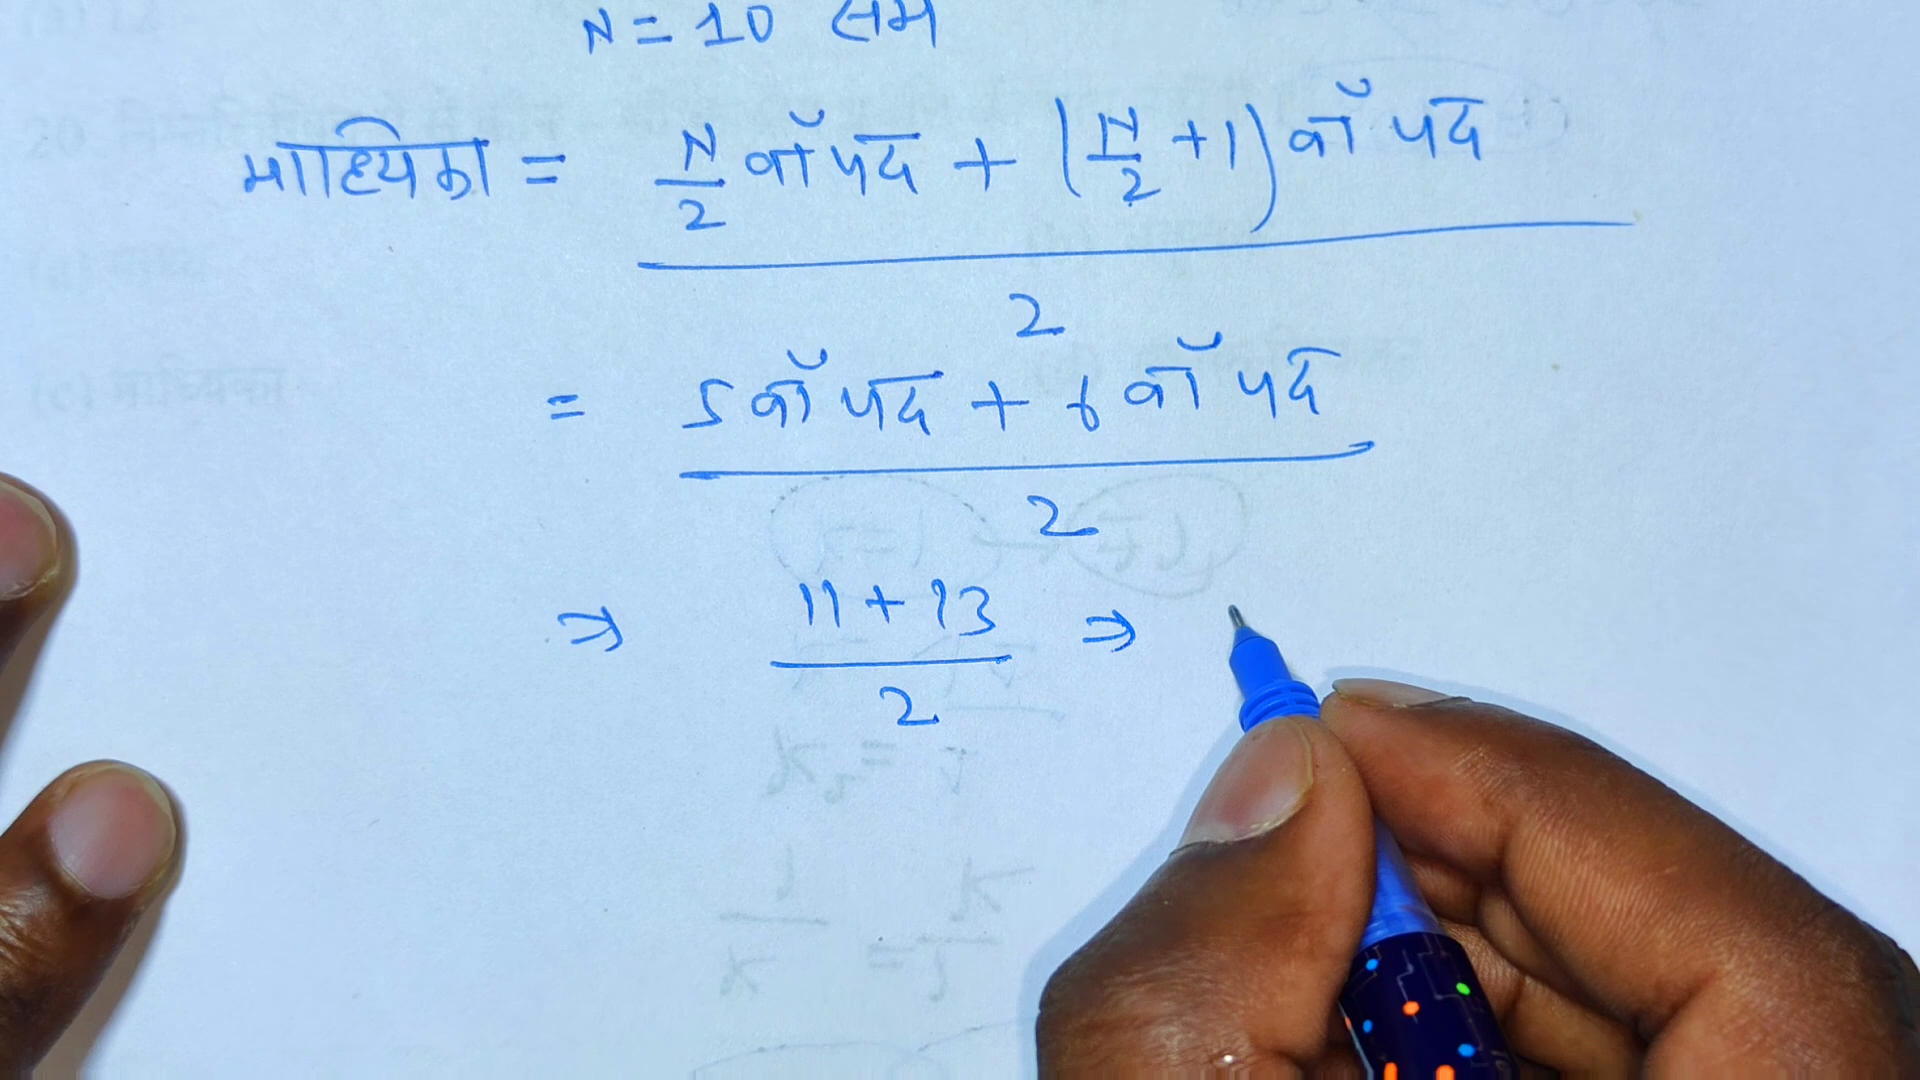 N = 10 सम
माध्यिका = N/2 वाँ पद + (N/2 + 1) वाँ पद
2
= 5 वाँ पद + 6 वाँ पद
2
⇒ 11 + 13 ⇒
2
(c) माध्यिका